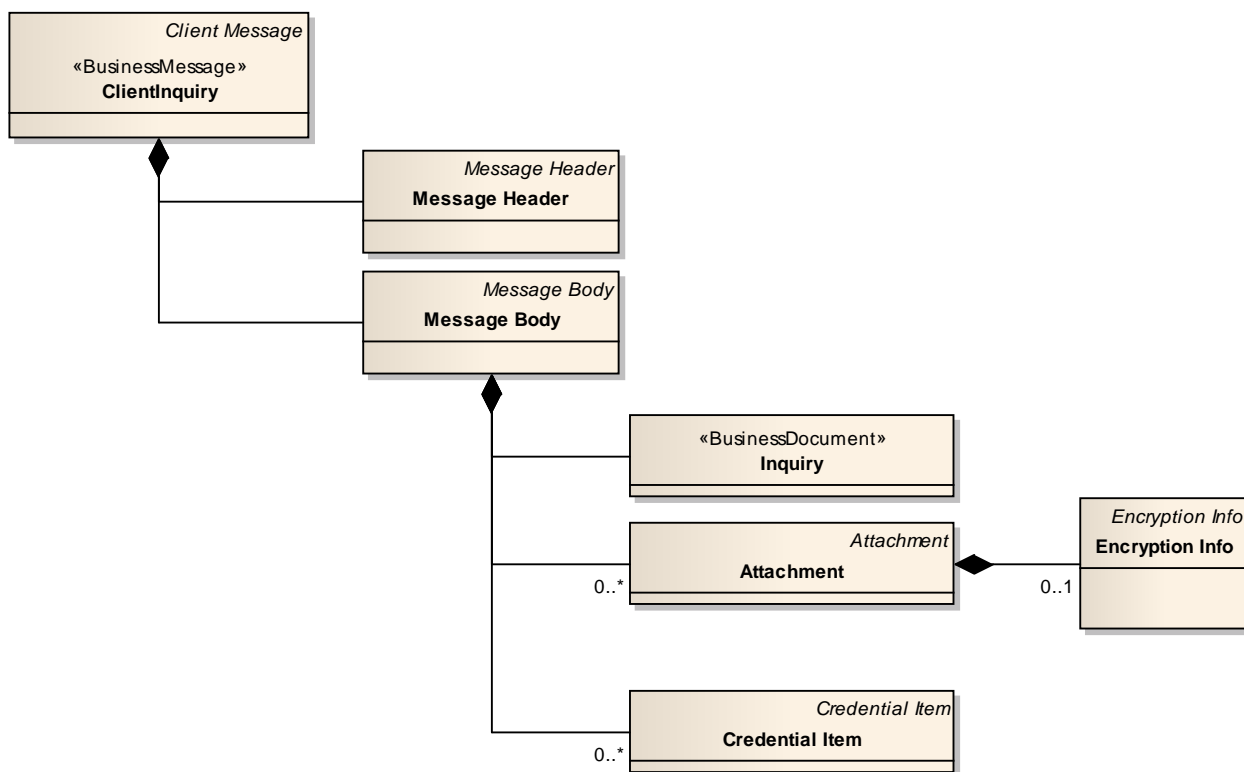 Client Message
«BusinessMessage»
ClientInquiry
Message Header
Message Header
Message Body
Message Body
«BusinessDocument»
Inquiry
Attachment
Attachment
0..*
Encryption Info
Encryption Info
0..1
Credential Item
Credential Item
0..*